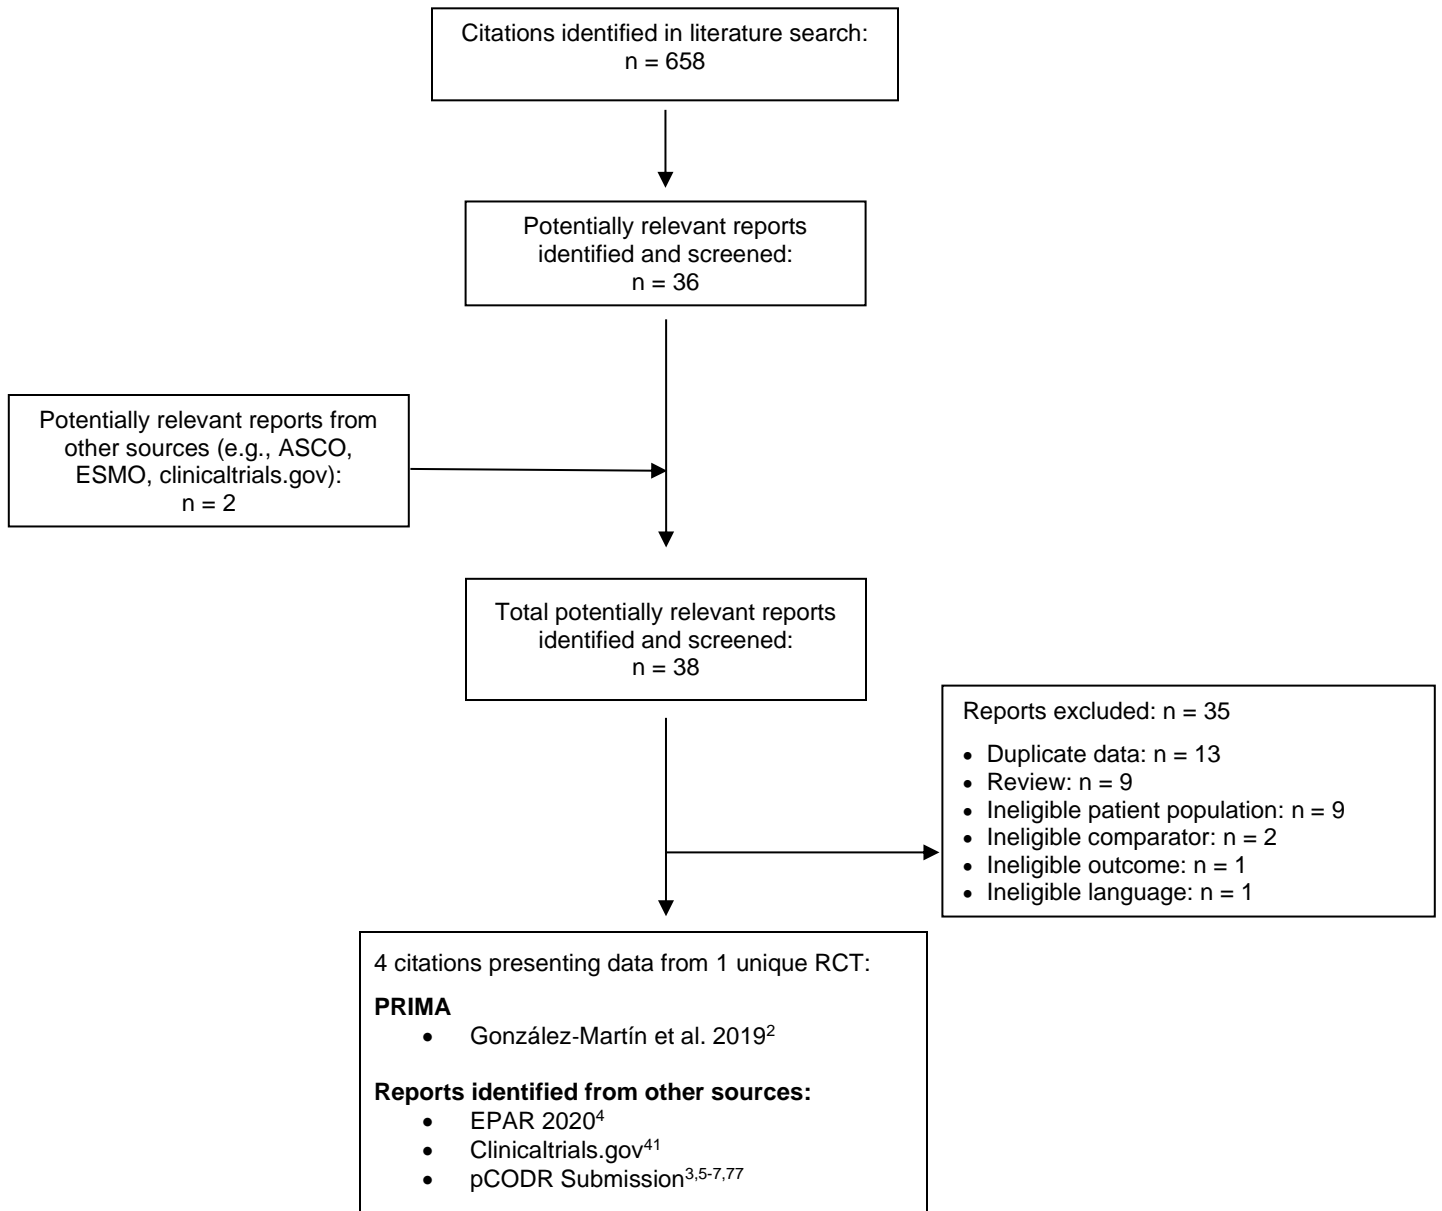 Citations identified in literature search:
n = 658
Potentially relevant reports
identified and screened:
n = 36
Potentially relevant reports from
other sources (e.g., ASCO,
ESMO, clinicaltrials.gov):
n = 2
Total potentially relevant reports
identified and screened:
n = 38
Reports excluded: n = 35
• Duplicate data: n = 13
• Review: n = 9
• Ineligible patient population: n = 9
• Ineligible comparator: n = 2
• Ineligible outcome: n = 1
• Ineligible language: n = 1
4 citations presenting data from 1 unique RCT:
PRIMA
• González-Martín et al. 2019²
Reports identified from other sources:
• EPAR 2020⁴
• Clinicaltrials.gov⁴¹
• pCODR Submission³,⁵⁻⁷,⁷⁷